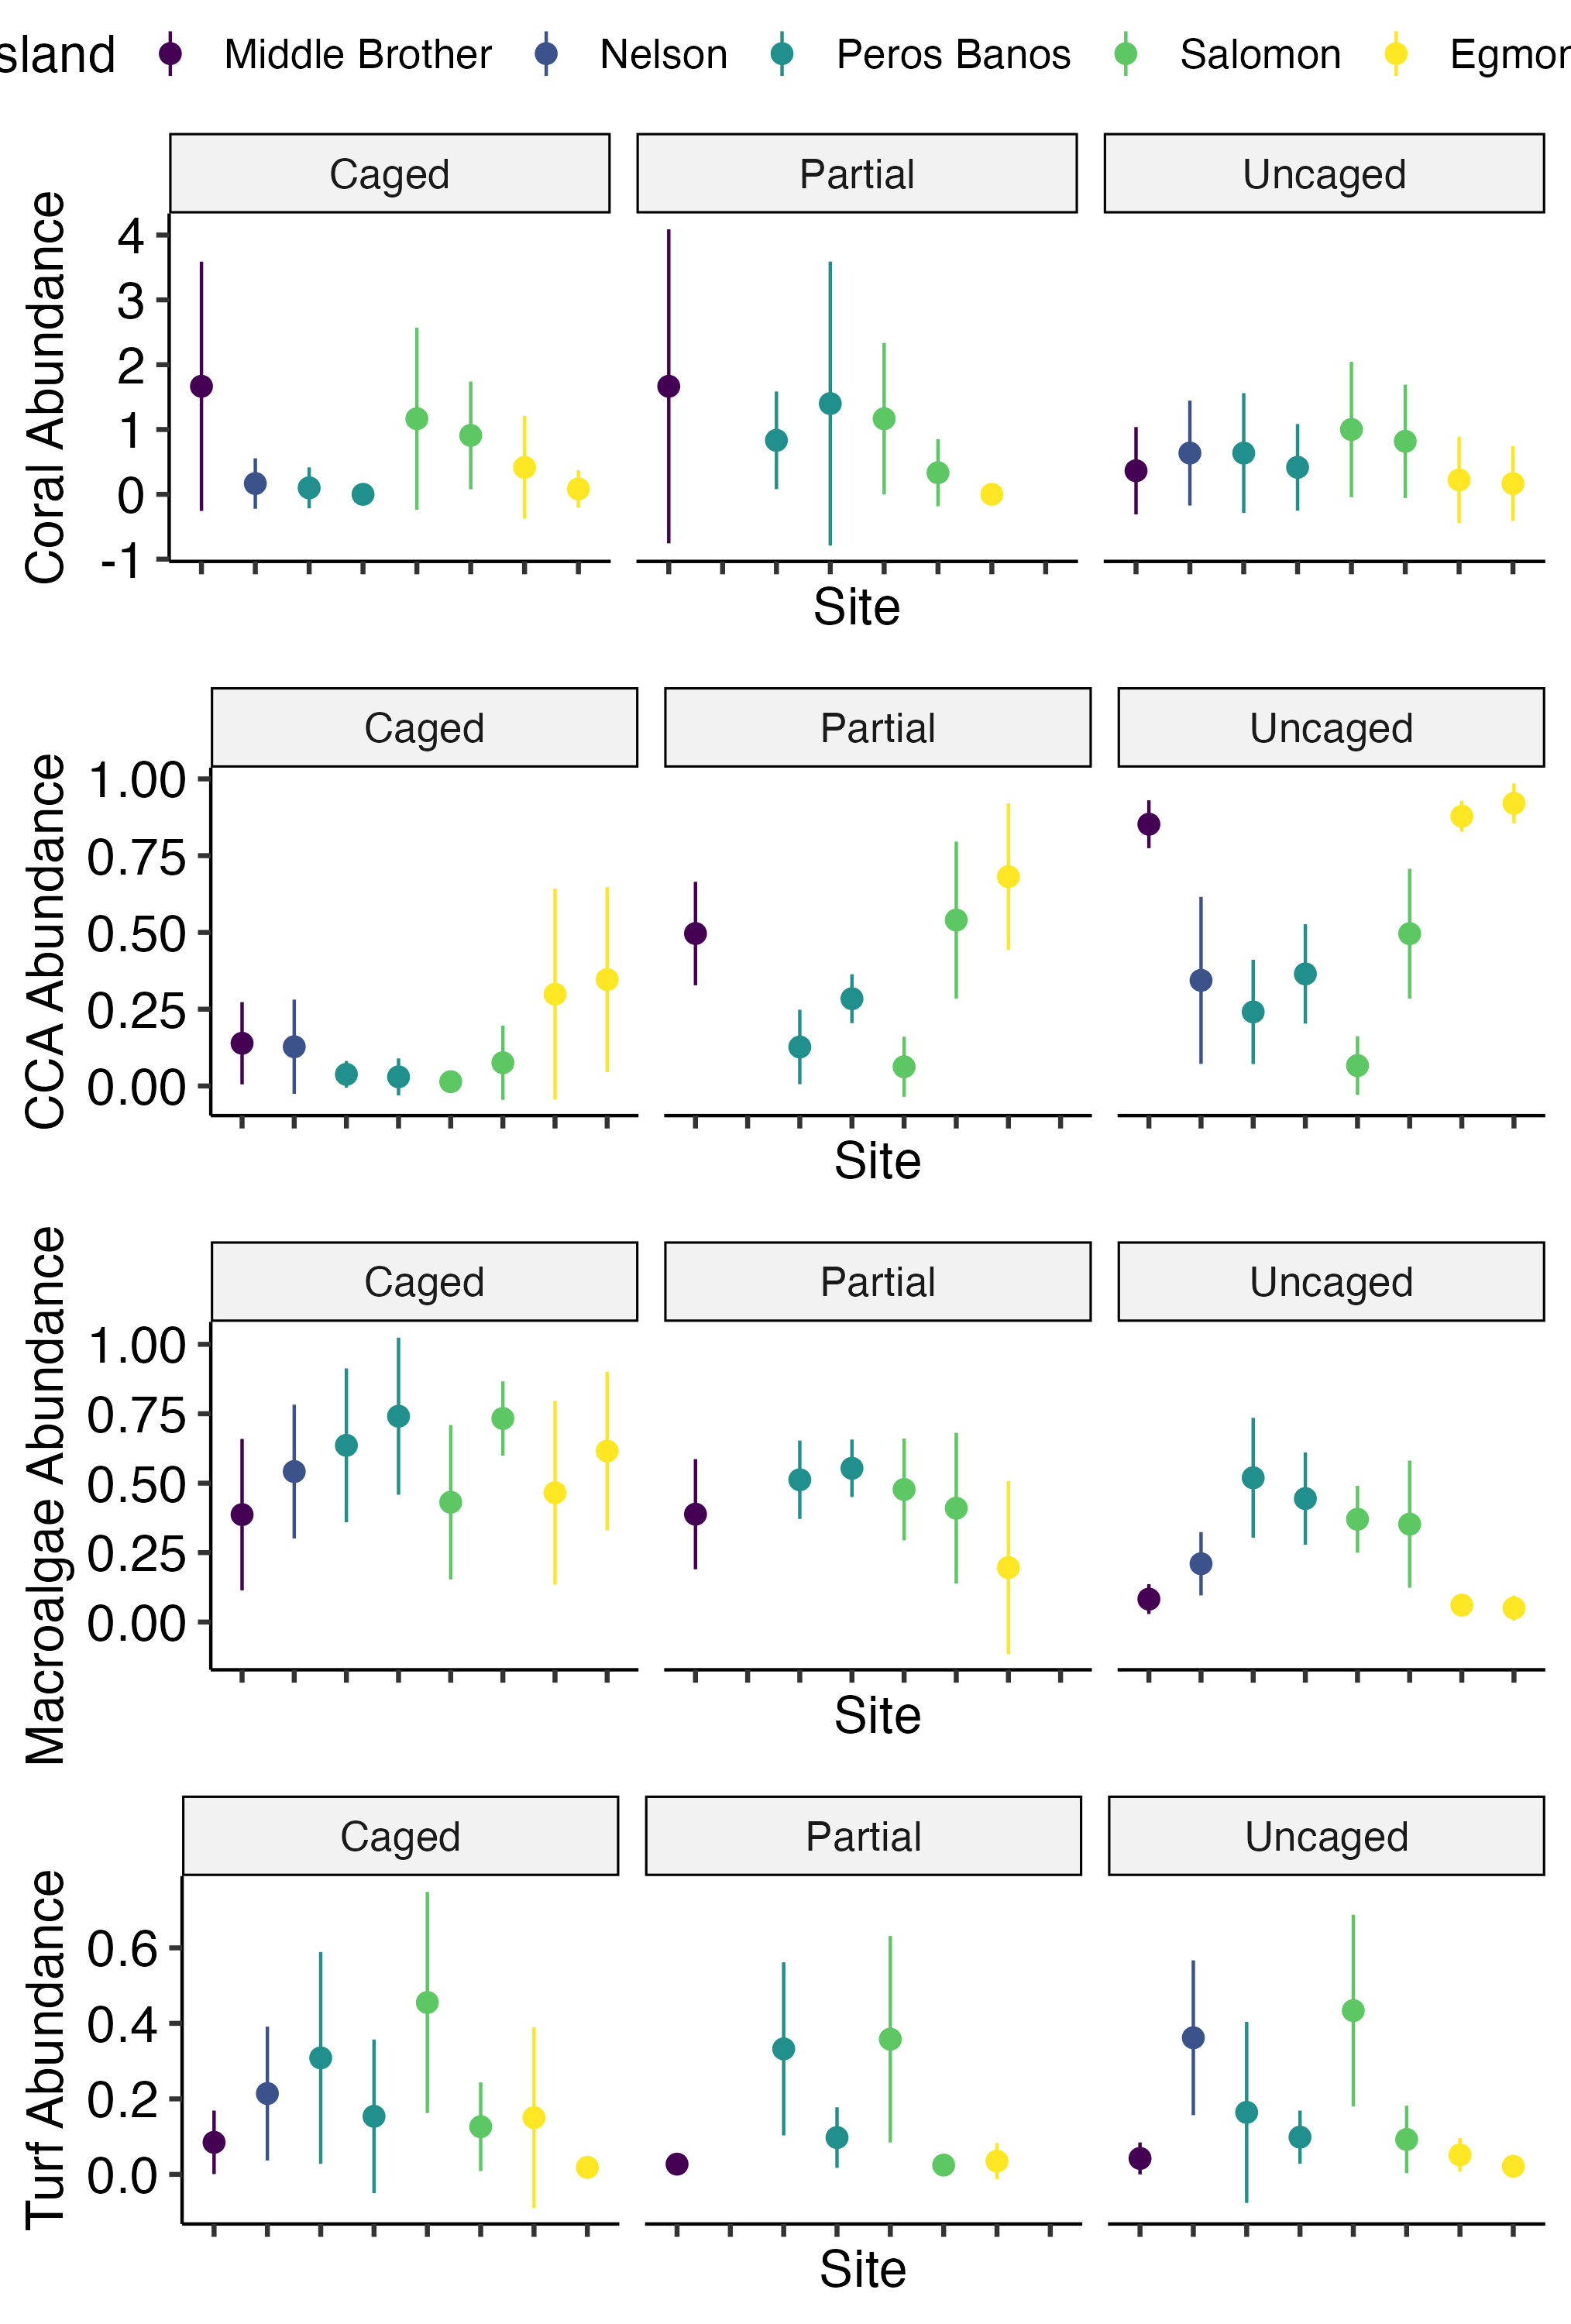 sland Middle Brother Nelson Peros Banos Salomon Egmor
Caged Partial Uncaged
Coral Abundance
4
3
2
1
0
-1
Site
Caged Partial Uncaged
CCA Abundance
1.00
0.75
0.50
0.25
0.00
Site
Caged Partial Uncaged
Macroalgae Abundance
1.00
0.75
0.50
0.25
0.00
Site
Caged Partial Uncaged
Turf Abundance
0.6
0.4
0.2
0.0
Site